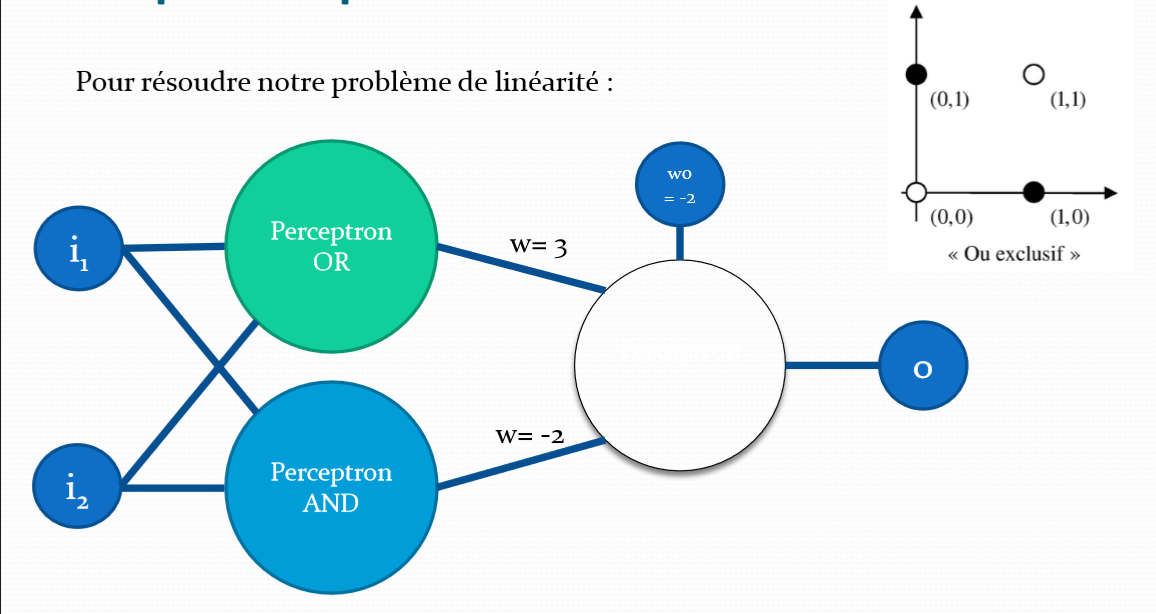 Pour résoudre notre problème de linéarité :
(0,1)
(1,1)
(0,0)
(1,0)
« Ou exclusif »
w0
= -2
i1
Perceptron
OR
w= 3
o
i2
Perceptron
AND
w= -2